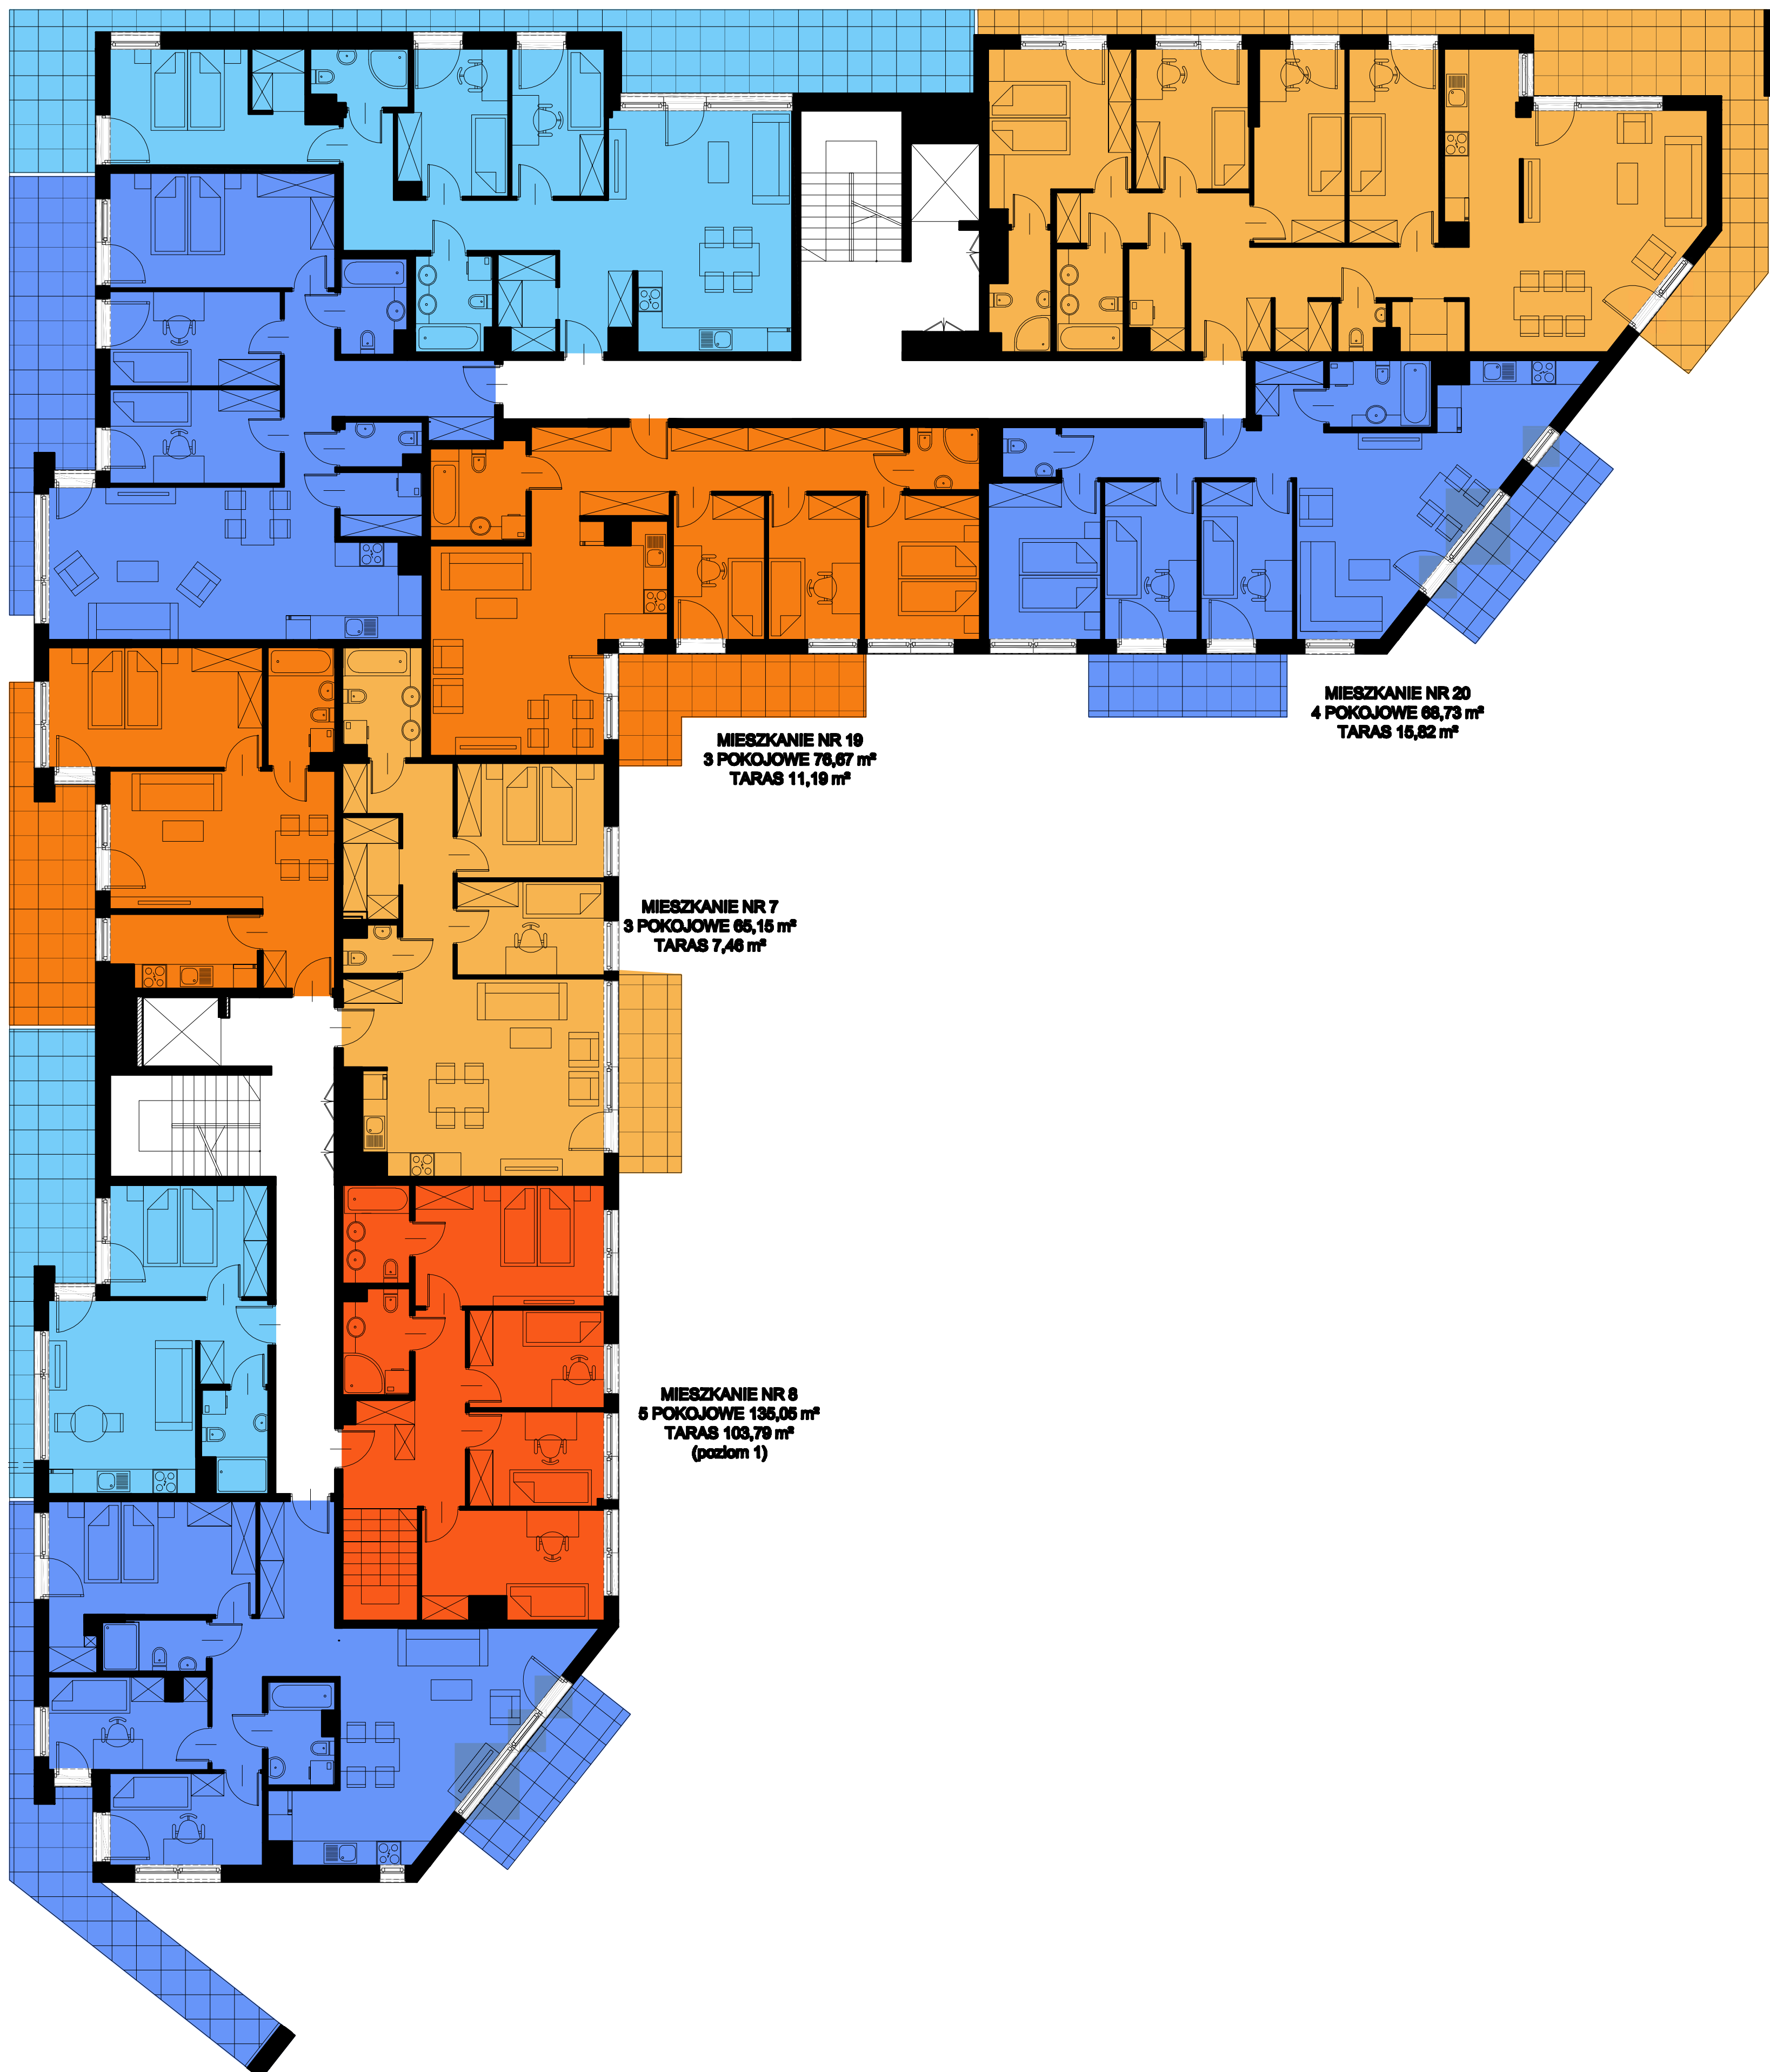 MIESZKANIE NR 20
4 POKOJOWE 68,73 m²
TARAS 15,82 m²
MIESZKANIE NR 19
3 POKOJOWE 76,67 m²
TARAS 11,19 m²
MIESZKANIE NR 7
3 POKOJOWE 65,15 m²
TARAS 7,46 m²
MIESZKANIE NR 8
5 POKOJOWE 135,05 m²
TARAS 103,79 m²
(poziom 1)